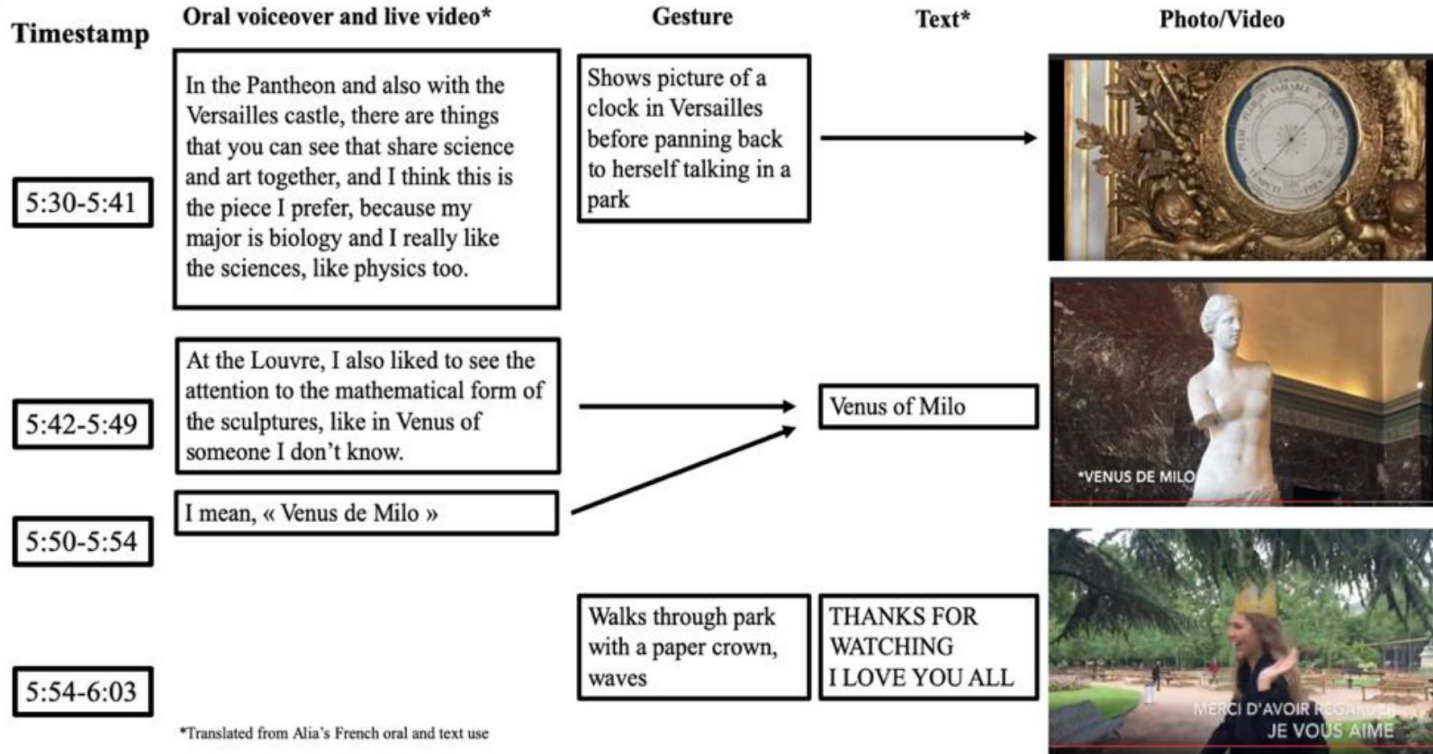 Timestamp
Oral voiceover and live video*
Gesture
Text*
Photo/Video
5:30-5:41
In the Pantheon and also with the
Versailles castle, there are things
that you can see that share science
and art together, and I think this is
the piece I prefer, because my
major is biology and I really like
the sciences, like physics too.
Shows picture of a
clock in Versailles
before panning back
to herself talking in a
park
VARIABLE
5:42-5:49
At the Louvre, I also liked to see the
attention to the mathematical form of
the sculptures, like in Venus of
someone I don’t know.
Venus of Milo
*VENUS DE MILO
5:50-5:54
I mean, « Venus de Milo »
5:54-6:03
Walks through park
with a paper crown,
waves
THANKS FOR
WATCHING
I LOVE YOU ALL
MERCI D'AVOIR REGARDER
JE VOUS AIME
*Translated from Alia’s French oral and text use